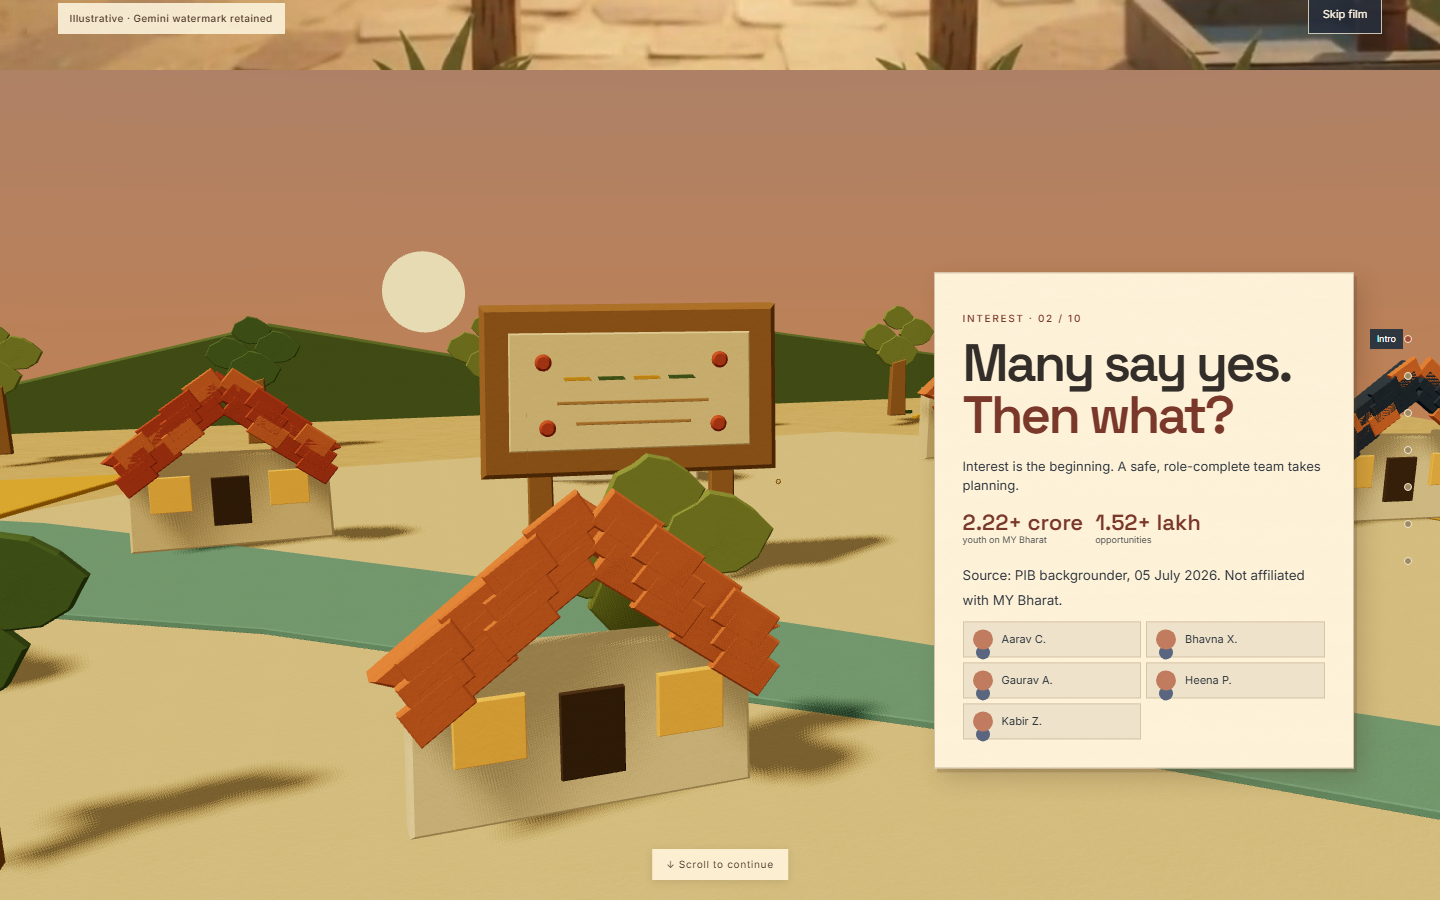 Illustrative · Gemini watermark retained
Skip film
INTEREST · 02 / 10
Many say yes.
Then what?
Interest is the beginning. A safe, role-complete team takes
planning.
2.22+ crore
youth on MY Bharat
1.52+ lakh
opportunities
Source: PIB backgrounder, 05 July 2026. Not affiliated
with MY Bharat.
Aarav C.
Bhavna X.
Gaurav A.
Heena P.
Kabir Z.
Intro
↓ Scroll to continue